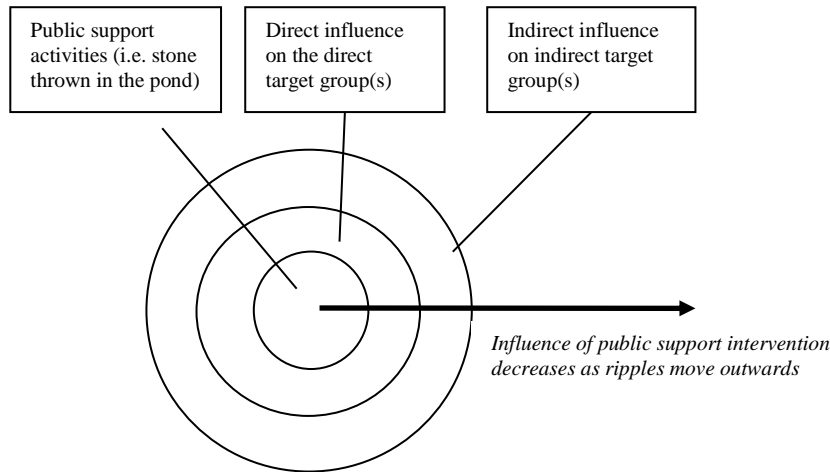 Public support
activities (i.e. stone
thrown in the pond)
Direct influence
on the direct
target group(s)
Indirect influence
on indirect target
group(s)
Influence of public support intervention
decreases as ripples move outwards